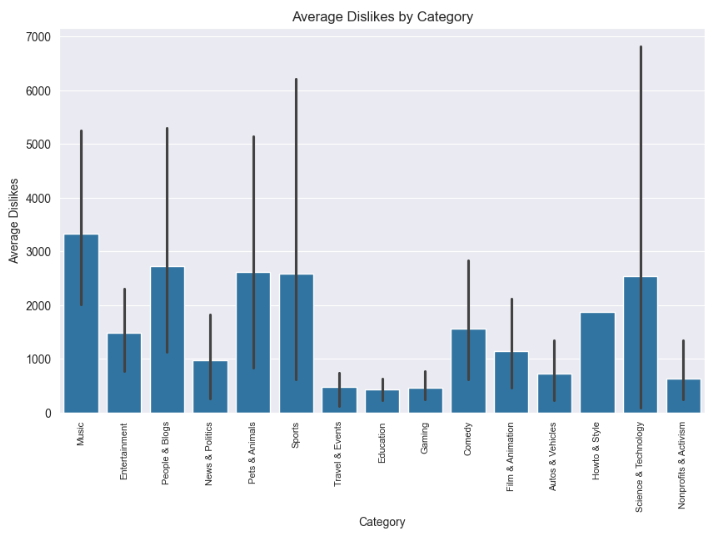 Average Dislikes by Category
Average Dislikes
7000
6000
5000
4000
3000
2000
1000
0
Music
Entertainment
People & Blogs
News & Politics
Pets & Animals
Sports
Travel & Events
Education
Gaming
Comedy
Film & Animation
Autos & Vehicles
Howto & Style
Science & Technology
Nonprofits & Activism
Category